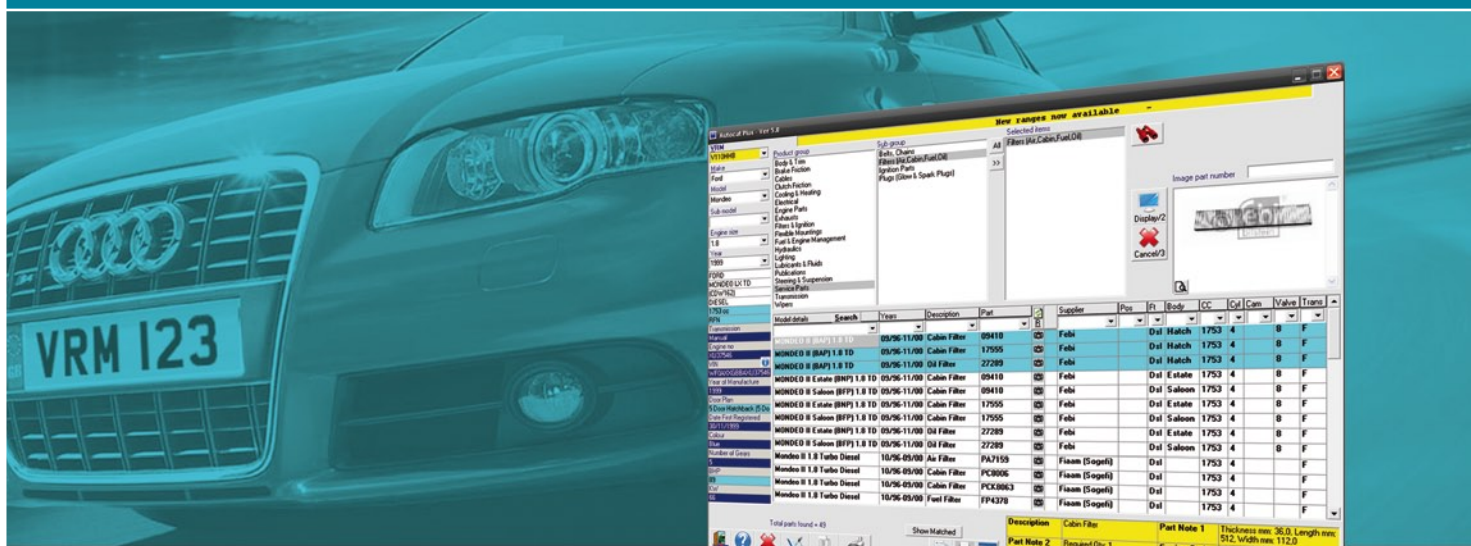 VRM 123
Autocat Plus - Ver 5.8
New ranges now available -
VRM
Make
Ford
Model
Mondeo
Sub-model
Engine size
1.8
Year
1999
FORD
MONDEO LX TD
DIESEL
1753 cc
RFN
Transmission
Manual
Engine no
VIN
Year of Manufacture
1999
Door Plan
5 Door Hatchback (5 Do
Date First Registered
30/11/1999
Colour
Blue
Number of Gears
5
BHP
89
KW
66
Product group
Body & Trim
Brake Friction
Cables
Clutch Friction
Cooling & Heating
Electrical
Engine Parts
Exhausts
Filters & Ignition
Flexible Mountings
Fuel & Engine Management
Hydraulics
Lighting
Lubricants & Fluids
Publications
Steering & Suspension
Service Parts
Transmission
Wipers
Sub-group
Belts, Chains
Filters (Air,Cabin,Fuel,Oil)
Ignition Parts
Plugs (Glow & Spark Plugs)
All
>>
Selected items
Filters (Air,Cabin,Fuel,Oil)
Display/2
Cancel/3
Image part number
febi
Model details Search Years Description Part Supplier Pos Ft Body CC Cyl Cam Valve Trans
MONDEO II (BAP) 1.8 TD 09/96-11/00 Cabin Filter 09410 Febi Dsl Hatch 1753 4 8 F
MONDEO II (BAP) 1.8 TD 09/96-11/00 Cabin Filter 17555 Febi Dsl Hatch 1753 4 8 F
MONDEO II (BAP) 1.8 TD 09/96-11/00 Oil Filter 27289 Febi Dsl Hatch 1753 4 8 F
MONDEO II Estate (BNP) 1.8 TD 09/96-11/00 Cabin Filter 09410 Febi Dsl Estate 1753 4 8 F
MONDEO II Saloon (BFP) 1.8 TD 09/96-11/00 Cabin Filter 09410 Febi Dsl Saloon 1753 4 8 F
MONDEO II Estate (BNP) 1.8 TD 09/96-11/00 Cabin Filter 17555 Febi Dsl Estate 1753 4 8 F
MONDEO II Saloon (BFP) 1.8 TD 09/96-11/00 Cabin Filter 17555 Febi Dsl Saloon 1753 4 8 F
MONDEO II Estate (BNP) 1.8 TD 09/96-11/00 Oil Filter 27289 Febi Dsl Estate 1753 4 8 F
MONDEO II Saloon (BFP) 1.8 TD 09/96-11/00 Oil Filter 27289 Febi Dsl Saloon 1753 4 8 F
Mondeo II 1.8 Turbo Diesel 10/96-09/00 Air Filter PA7159 Fiaam (Sogefi) Dsl 1753 4 F
Mondeo II 1.8 Turbo Diesel 10/96-09/00 Cabin Filter PC8006 Fiaam (Sogefi) Dsl 1753 4 F
Mondeo II 1.8 Turbo Diesel 10/96-09/00 Cabin Filter PCK8063 Fiaam (Sogefi) Dsl 1753 4 F
Mondeo II 1.8 Turbo Diesel 10/96-09/00 Fuel Filter FP4378 Fiaam (Sogefi) Dsl 1753 4 F
Total parts found = 49
Show Matched
Description Cabin Filter Part Note 1 Thickness mm: 36,0, Length mm:
512, Width mm: 112,0
Part Note 2 Required Qty: 1